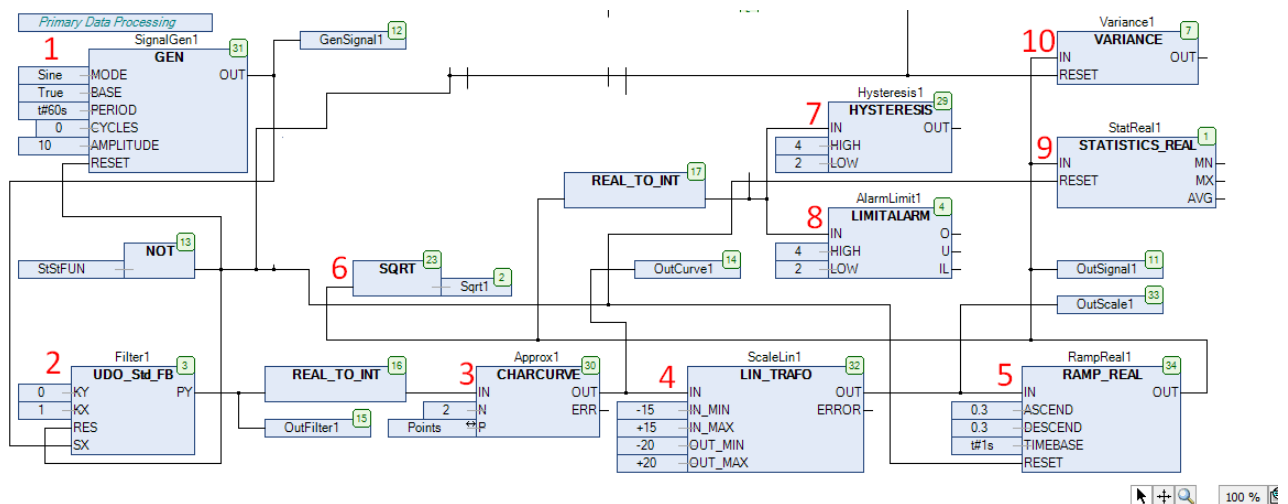 Primary Data Processing
1
SignalGen1
31
GEN
Sine
MODE
OUT
True
BASE
t#60s
PERIOD
0
CYCLES
10
AMPLITUDE
RESET
GenSignal1
12
Variance1
10
7
VARIANCE
IN
OUT
RESET
Hysteresis1
7
29
HYSTERESIS
IN
OUT
4
HIGH
2
LOW
StatReal1
9
1
STATISTICS_REAL
IN
MN
RESET
MX
AVG
REAL_TO_INT
17
AlarmLimit1
8
4
LIMITALARM
IN
O
4
HIGH
U
2
LOW
IL
StStFUN
NOT
13
6
SQRT
23
Sqrt1
2
OutCurve1
14
OutSignal1
11
OutScale1
33
Filter1
2
3
UDO_Std_FB
0
KY
PY
1
KX
RES
SX
REAL_TO_INT
16
OutFilter1
15
Approx1
3
30
CHARCURVE
IN
OUT
2
N
ERR
Points
P
ScaleLin1
4
32
LIN_TRAFO
IN
OUT
-15
IN_MIN
ERROR
+15
IN_MAX
-20
OUT_MIN
+20
OUT_MAX
RampReal1
5
34
RAMP_REAL
IN
OUT
0.3
ASCEND
0.3
DESCEND
t#1s
TIMEBASE
RESET
100 %